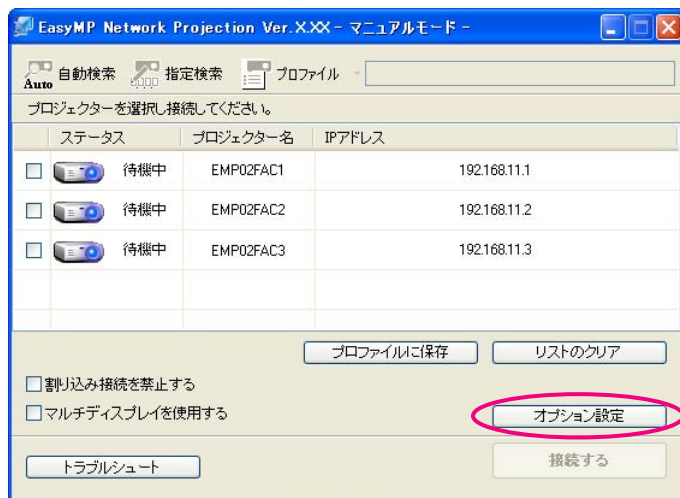 EasyMP Network Projection Ver.X.XX - マニュアルモード -
Auto 自動検索 指定検索 プロファイル
プロジェクターを選択し接続してください。
ステータス プロジェクター名 IPアドレス
待機中 EMP02FAC1 192.168.11.1
待機中 EMP02FAC2 192.168.11.2
待機中 EMP02FAC3 192.168.11.3
プロファイルに保存 リストのクリア
割り込み接続を禁止する
マルチディスプレイを使用する オプション設定
トラブルシュート 接続する